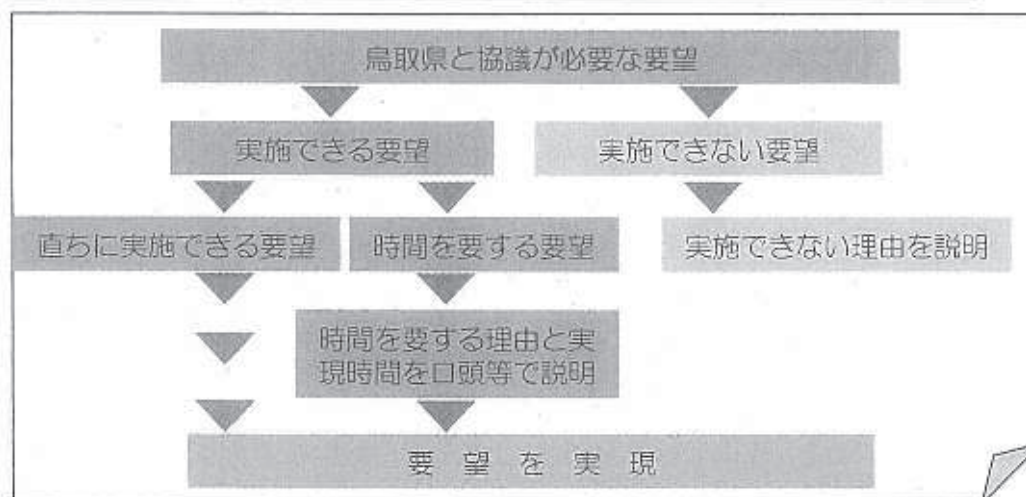 鳥取県と協議が必要な要望
実施できる要望
実施できない要望
直ちに実施できる要望
時間を要する要望
実施できない理由を説明
時間を要する理由と実
現時間を口頭等で説明
要望を実現